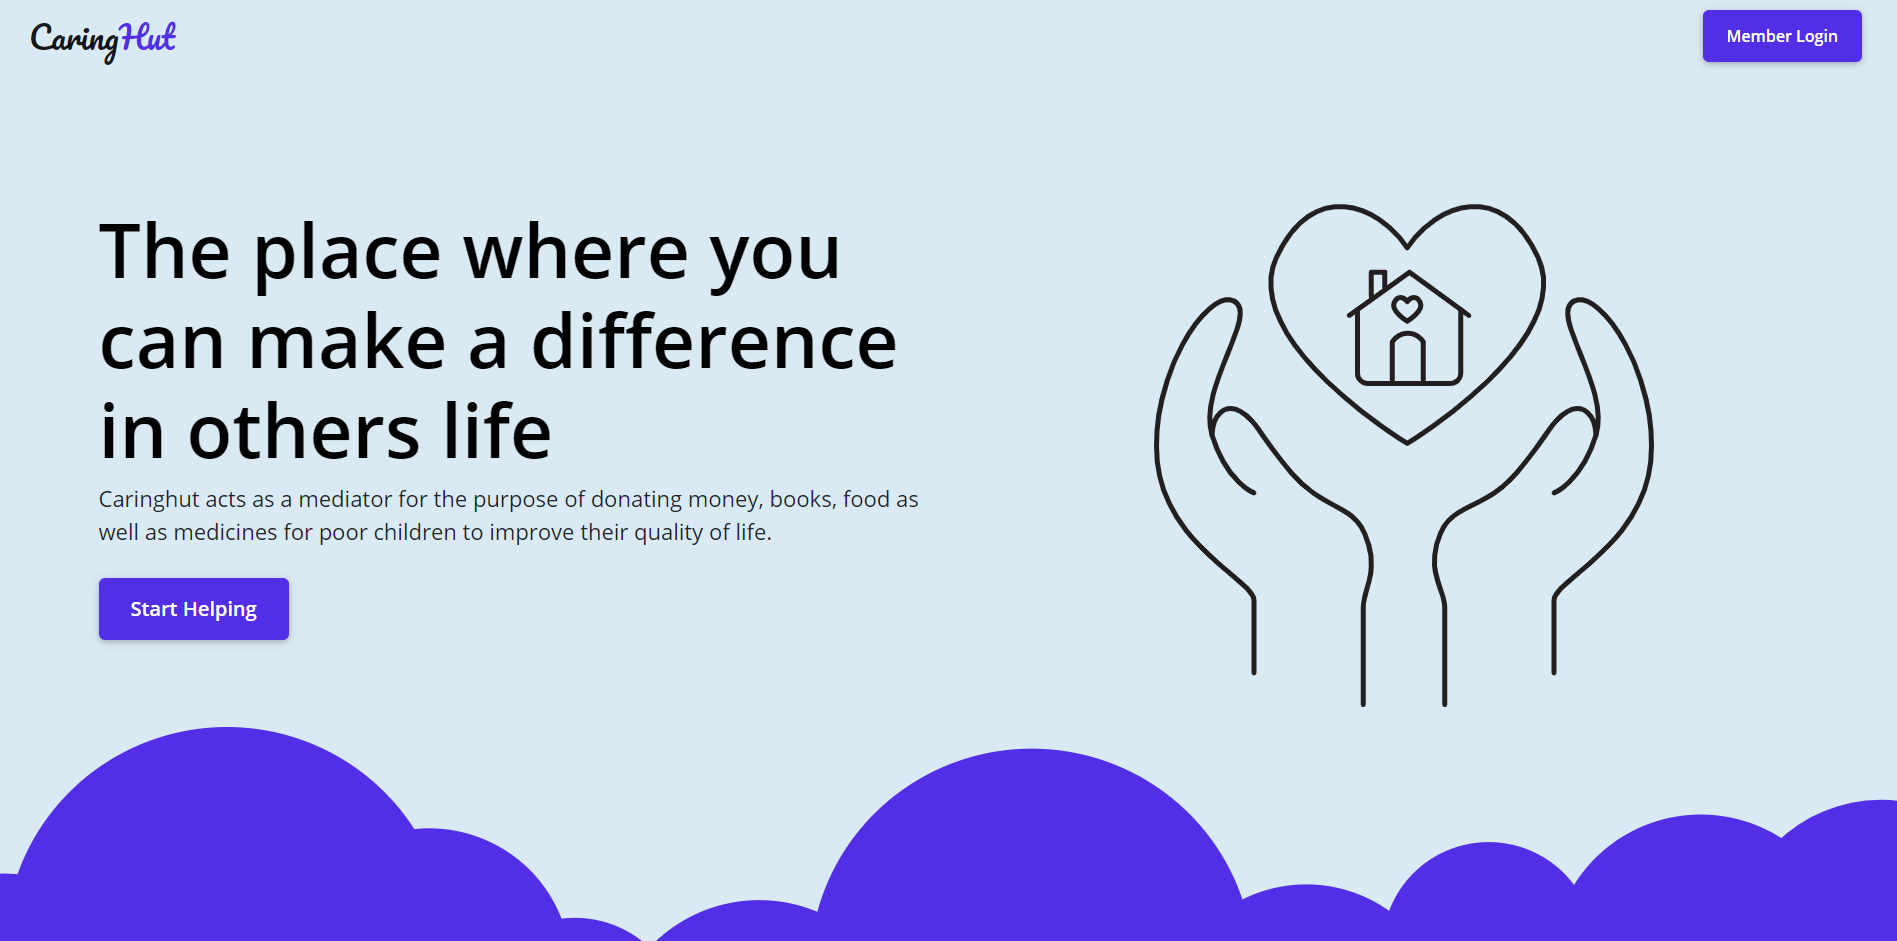 CaringHut
Member Login
The place where you
can make a difference
in others life
Caringhut acts as a mediator for the purpose of donating money, books, food as
well as medicines for poor children to improve their quality of life.
Start Helping